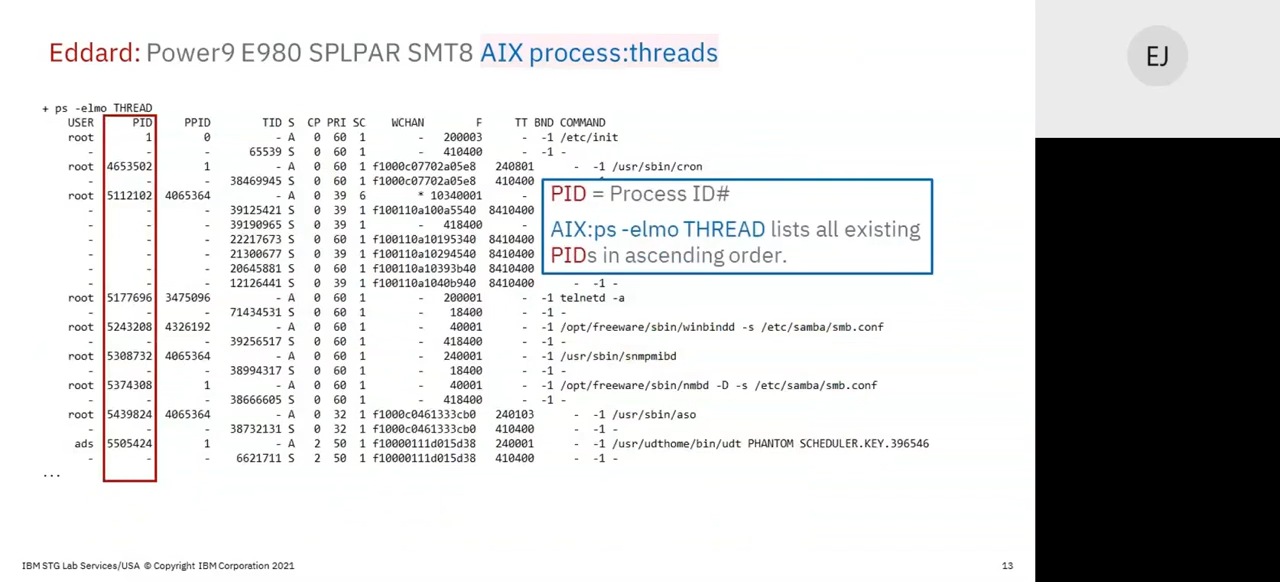 Eddard: Power9 E980 SPLPAR SMT8 AIX process:threads
EJ
+ ps -elmo THREAD
USER PID PPID TID S CP PRI SC WCHAN F TT BND COMMAND
root 1 0 - A 0 60 1 - 200003 - -1 /etc/init
- - - 65539 S 0 60 1 - 410400 - -1 -
root 4653502 1 - A 0 60 1 f1000c07702a05e8 240801 - -1 /usr/sbin/cron
- - - 38469945 S 0 60 1 f1000c07702a05e8 410400 - -1 -
root 5112102 4065364 - A 0 39 6 * 10340001 -
- - - 39125421 S 0 39 1 f100110a100a5540 8410400
- - - 39190965 S 0 39 1 - 418400
- - - 22217673 S 0 60 1 f100110a10195340 8410400
- - - 21300677 S 0 39 1 f100110a10294540 8410400
- - - 20645881 S 0 60 1 f100110a10393b40 8410400
- - - 12126441 S 0 39 1 f100110a1040b940 8410400 - -1 -
PID = Process ID#
AIX:ps -elmo THREAD lists all existing
PIDs in ascending order.
root 5177696 3475096 - A 0 60 1 - 200001 - -1 telnetd -a
- - - 71434531 S 0 60 1 - 18400 - -1 -
root 5243208 4326192 - A 0 60 1 - 40001 - -1 /opt/freeware/sbin/winbindd -s /etc/samba/smb.conf
- - - 39256517 S 0 60 1 - 418400 - -1 -
root 5308732 4065364 - A 0 60 1 - 240001 - -1 /usr/sbin/snmpmibd
- - - 38994317 S 0 60 1 - 18400 - -1 -
root 5374308 1 - A 0 60 1 - 40001 - -1 /opt/freeware/sbin/nmbd -D -s /etc/samba/smb.conf
- - - 38666605 S 0 60 1 - 418400 - -1 -
root 5439824 4065364 - A 0 32 1 f1000c0461333cb0 240103 - -1 /usr/sbin/aso
- - - 38732131 S 0 32 1 f1000c0461333cb0 410400 - -1 -
ads 5505424 1 - A 2 50 1 f10000111d015d38 240001 - -1 /usr/udthome/bin/udt PHANTOM SCHEDULER.KEY.396546
- - - 6621711 S 2 50 1 f10000111d015d38 410400 - -1 -
...
IBM STG Lab Services/USA © Copyright IBM Corporation 2021
13